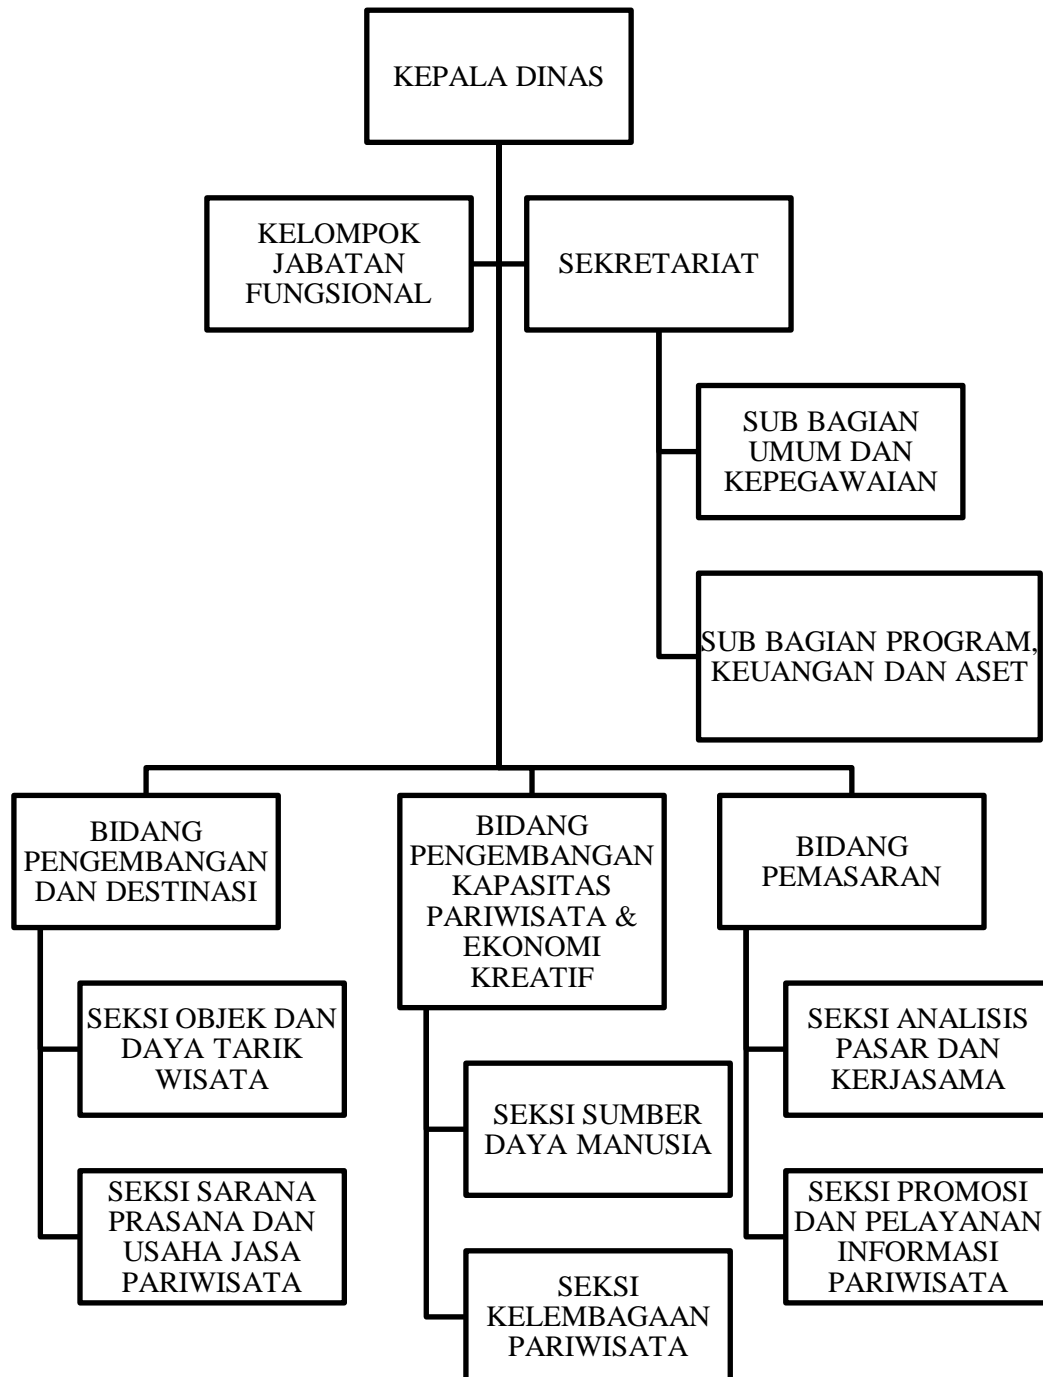 KEPALA DINAS
KELOMPOK
JABATAN
FUNGSIONAL
SEKRETARIAT
SUB BAGIAN
UMUM DAN
KEPEGAWAIAN
SUB BAGIAN PROGRAM,
KEUANGAN DAN ASET
BIDANG
PENGEMBANGAN
DAN DESTINASI
BIDANG
PENGEMBANGAN
KAPASITAS
PARIWISATA &
EKONOMI
KREATIF
BIDANG
PEMASARAN
SEKSI OBJEK DAN
DAYA TARIK
WISATA
SEKSI SARANA
PRASANA DAN
USAHA JASA
PARIWISATA
SEKSI SUMBER
DAYA MANUSIA
SEKSI
KELEMBAGAAN
PARIWISATA
SEKSI ANALISIS
PASAR DAN
KERJASAMA
SEKSI PROMOSI
DAN PELAYANAN
INFORMASI
PARIWISATA